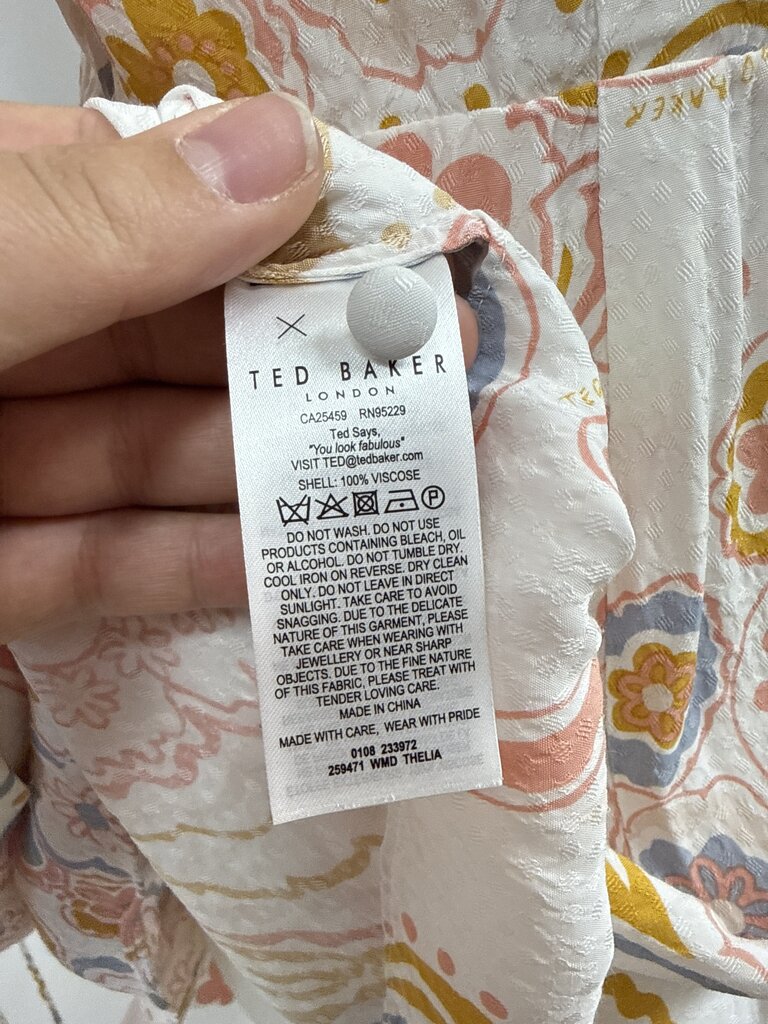 TED BAKER
LONDON
CA25459 RN95229
Ted Says,
"You look fabulous"
VISIT TED@tedbaker.com
SHELL: 100% VISCOSE
P
DO NOT WASH. DO NOT USE
PRODUCTS CONTAINING BLEACH, OIL
OR ALCOHOL. DO NOT TUMBLE DRY.
COOL IRON ON REVERSE. DRY CLEAN
ONLY. DO NOT LEAVE IN DIRECT
SUNLIGHT. TAKE CARE TO AVOID
SNAGGING. DUE TO THE DELICATE
NATURE OF THIS GARMENT, PLEASE
TAKE CARE WHEN WEARING WITH
JEWELLERY OR NEAR SHARP
OBJECTS. DUE TO THE FINE NATURE
OF THIS FABRIC, PLEASE TREAT WITH
TENDER LOVING CARE.
MADE IN CHINA
MADE WITH CARE, WEAR WITH PRIDE
0108 233972
259471 WMD THELIA
BAKER
TED